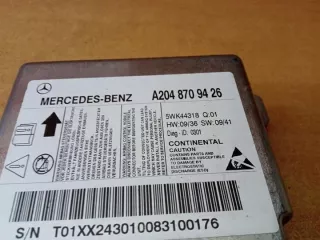 MERCEDES-BENZ A204 870 94 26
5WK44318 Q:01
HW:09/36 SW:09/41
Diag.-ID.: 0301
CONTINENTAL
CAUTION
S/N T01XX243010083100176